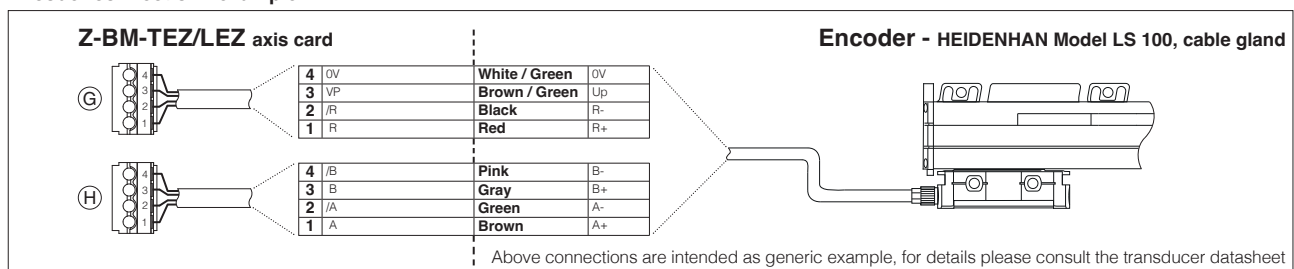 Z-BM-TEZ/LEZ axis card
Encoder - HEIDENHAN Model LS 100, cable gland
G
4
3
2
1
4 0V White / Green 0V
3 VP Brown / Green Up
2 /R Black R-
1 R Red R+
H
4
3
2
1
4 /B Pink B-
3 B Gray B+
2 /A Green A-
1 A Brown A+
Above connections are intended as generic example, for details please consult the transducer datasheet